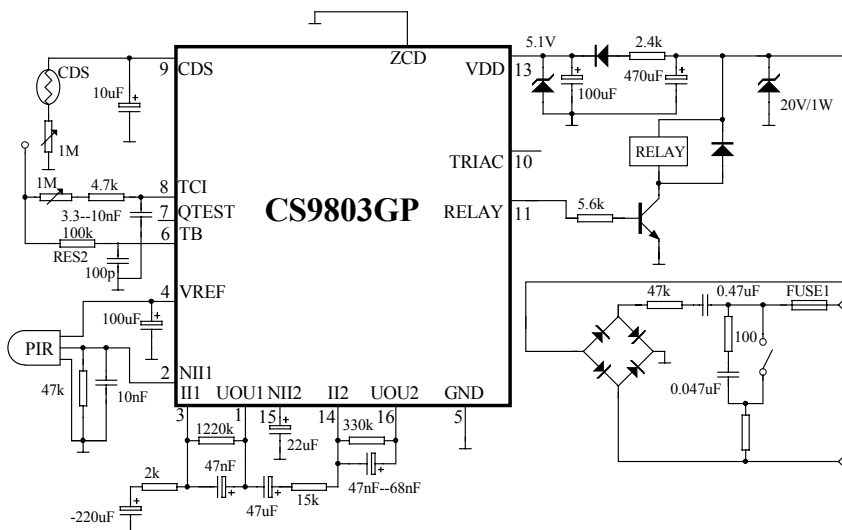 ZCD
5.1V
2.4k
VDD
13
100uF
470uF
20V/1W
9
CDS
CDS
10uF
1M
RELAY
TRIAC
10
1M
4.7k
8
TCI
3.3--10nF
7
QTEST
CS9803GP
RELAY
11
5.6k
100k
6
TB
RES2
100p
4
VREF
100uF
PIR
47k
0.47uF
FUSE1
100
0.047uF
2
NII1
47k
10nF
II1
UOU1
NII2
II2
UOU2
GND
3
1
15
14
16
5
1220k
22uF
330k
2k
47nF
47uF
15k
47nF--68nF
-220uF